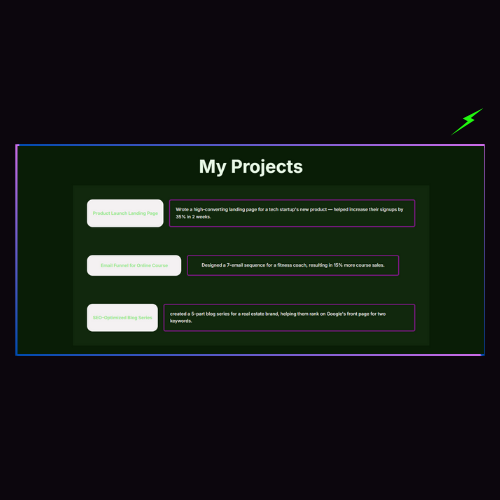 My Projects
Product Launch Landing Page
Wrote a high-converting landing page for a tech startup's new product — helped increase their signups by
35% in 2 weeks.
Email Funnel for Online Course
Designed a 7-email sequence for a fitness coach, resulting in 15% more course sales.
SEO-Optimized Blog Series
created a 5-part blog series for a real estate brand, helping them rank on Google's front page for two
keywords.